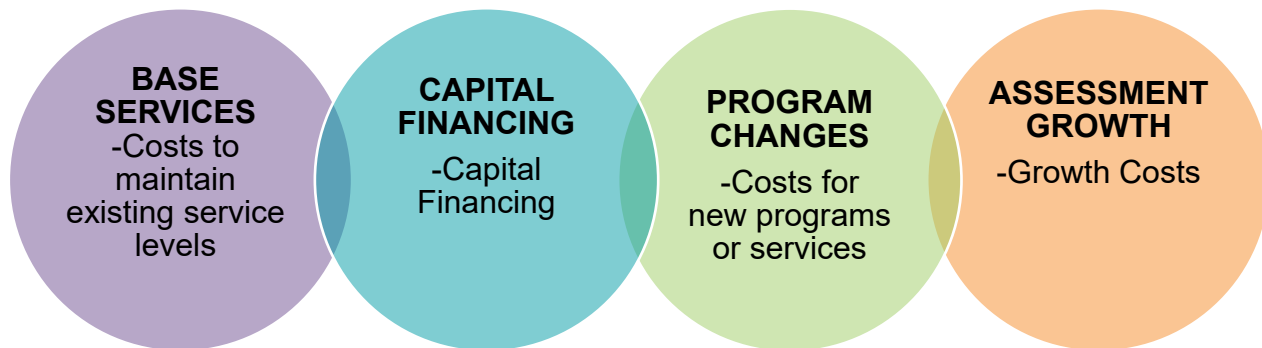 BASE
SERVICES
-Costs to
maintain
existing service
levels
CAPITAL
FINANCING
-Capital
Financing
PROGRAM
CHANGES
-Costs for
new programs
or services
ASSESSMENT
GROWTH
-Growth Costs